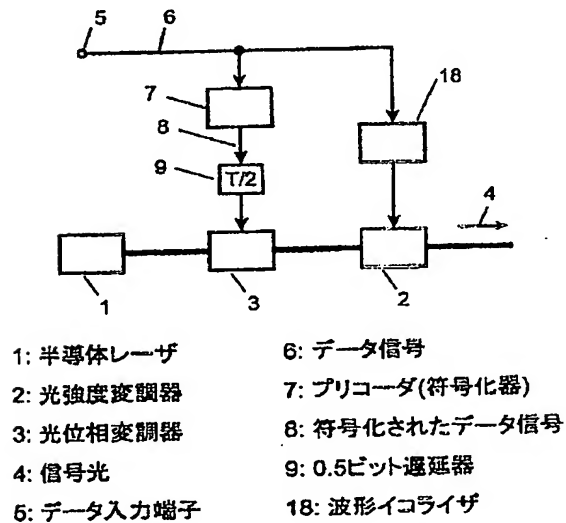 5
6
7
18
8
9
T/2
4
1
3
2
1: 半導体レーザ
2: 光強度変調器
3: 光位相変調器
4: 信号光
5: データ入力端子
6: データ信号
7: プリコーダ(符号化器)
8: 符号化されたデータ信号
9: 0.5ビット遅延器
18: 波形イコライザ